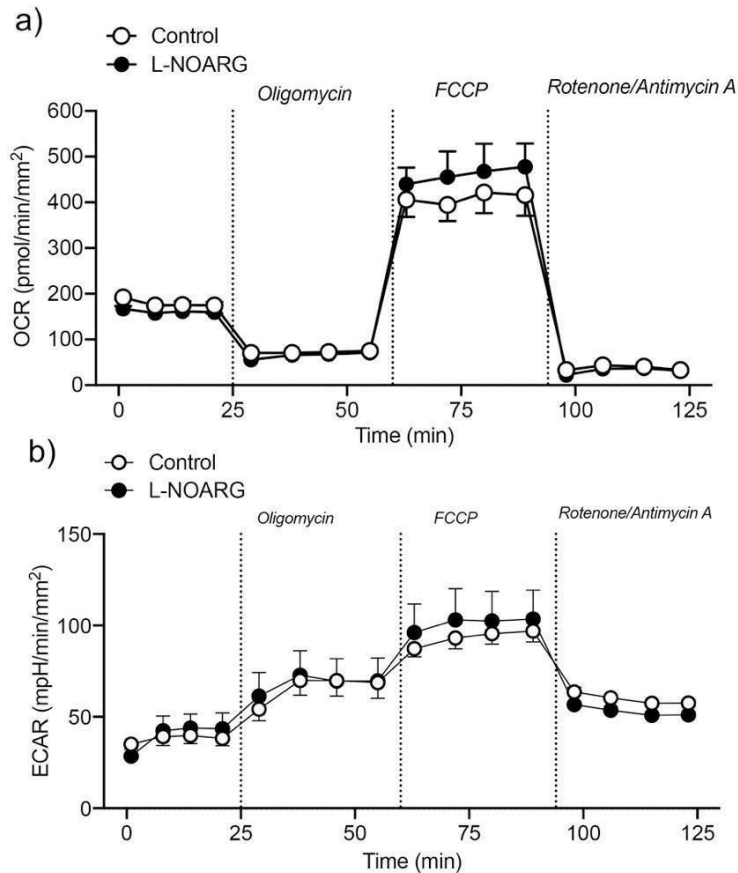 a)
Control
L-NOARG
Oligomycin
FCCP
Rotenone/Antimycin A
600
500
400
300
200
100
0
OCR (pmol/min/mm²)
0
25
50
75
100
125
Time (min)
b)
Control
L-NOARG
Oligomycin
FCCP
Rotenone/Antimycin A
150
100
50
0
ECAR (mpH/min/mm²)
0
25
50
75
100
125
Time (min)